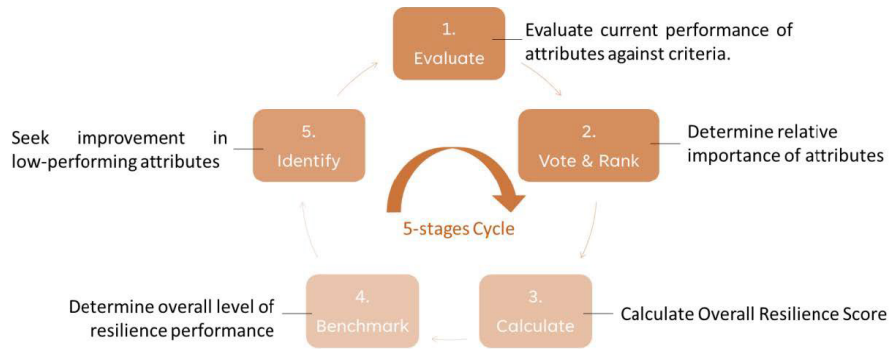 1.
Evaluate
Evaluate current performance of
attributes against criteria.
2.
Vote & Rank
Determine relative
importance of attributes
3.
Calculate
Calculate Overall Resilience Score
4.
Benchmark
Determine overall level of
resilience performance
5.
Identify
Seek improvement in
low-performing attributes
5-stages Cycle